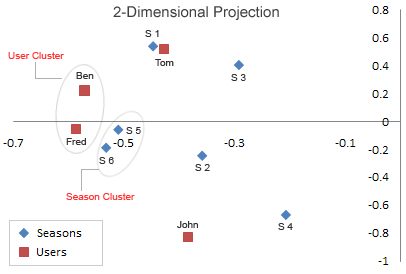 2-Dimensional Projection
0.8
0.6
0.4
0.2
0
-0.2
-0.4
-0.6
-0.8
-1
-0.7
-0.5
-0.3
-0.1
User Cluster
Ben
S 1
Tom
S 3
Fred
S 5
S 6
S 2
Season Cluster
John
S 4
Seasons
Users